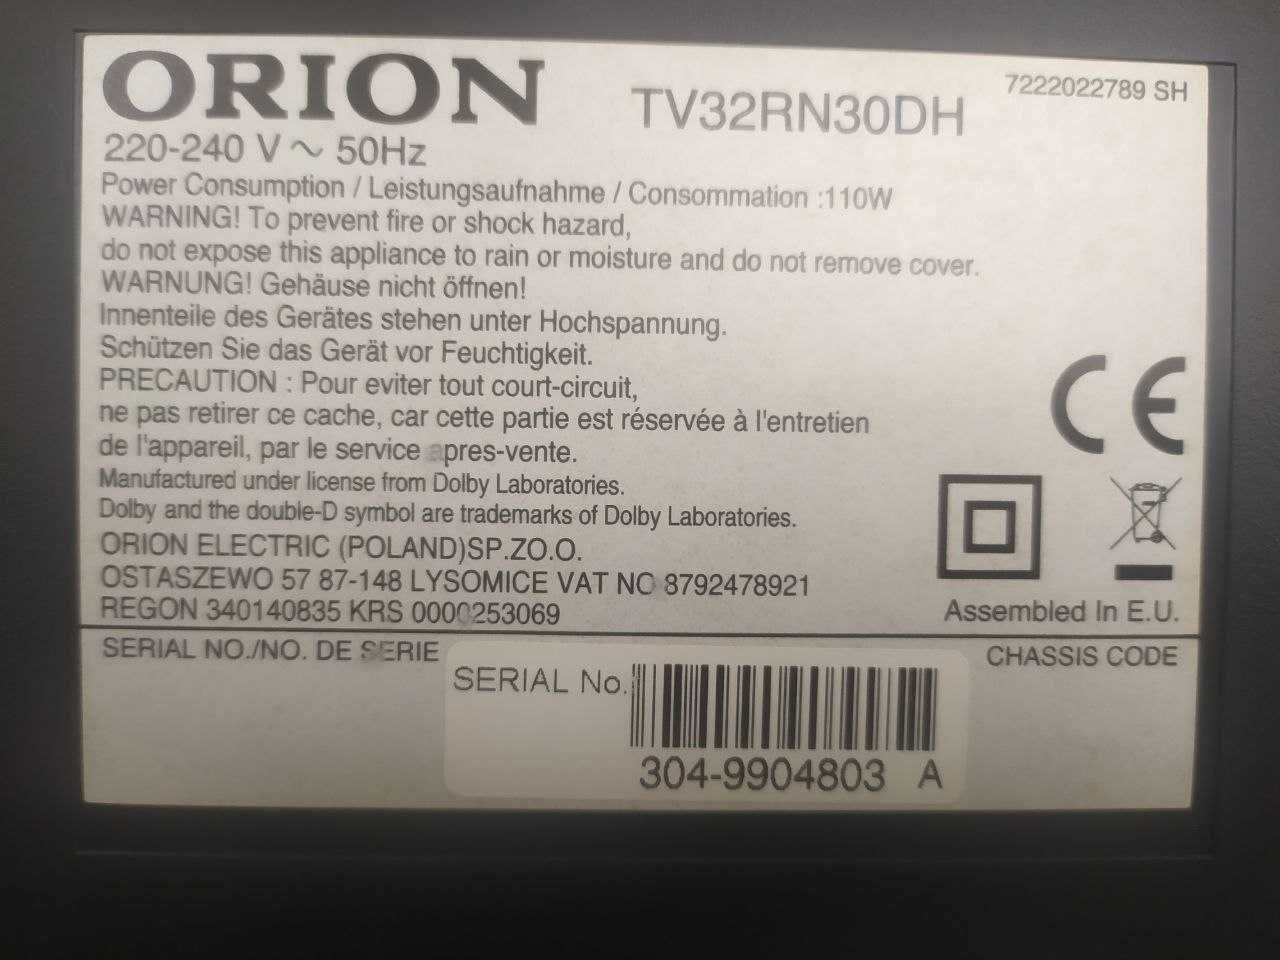 ORION TV32RN30DH 7222022789 SH
220-240 V ~ 50Hz
Power Consumption / Leistungsaufnahme / Consommation :110W
WARNING! To prevent fire or shock hazard,
do not expose this appliance to rain or moisture and do not remove cover.
WARNUNG! Gehäuse nicht öffnen!
Innenteile des Gerätes stehen unter Hochspannung.
Schützen Sie das Gerät vor Feuchtigkeit.
PRECAUTION : Pour eviter tout court-circuit,
ne pas retirer ce cache, car cette partie est réservée à l'entretien
de l'appareil, par le service apres-vente.
Manufactured under license from Dolby Laboratories.
Dolby and the double-D symbol are trademarks of Dolby Laboratories.
ORION ELECTRIC (POLAND)SP.ZO.O.
OSTASZEWO 57 87-148 LYSOMICE VAT NO 8792478921
REGON 340140835 KRS 0000253069
CE
Assembled In E.U.
SERIAL NO./NO. DE SERIE
CHASSIS CODE
SERIAL No.
304-9904803 A